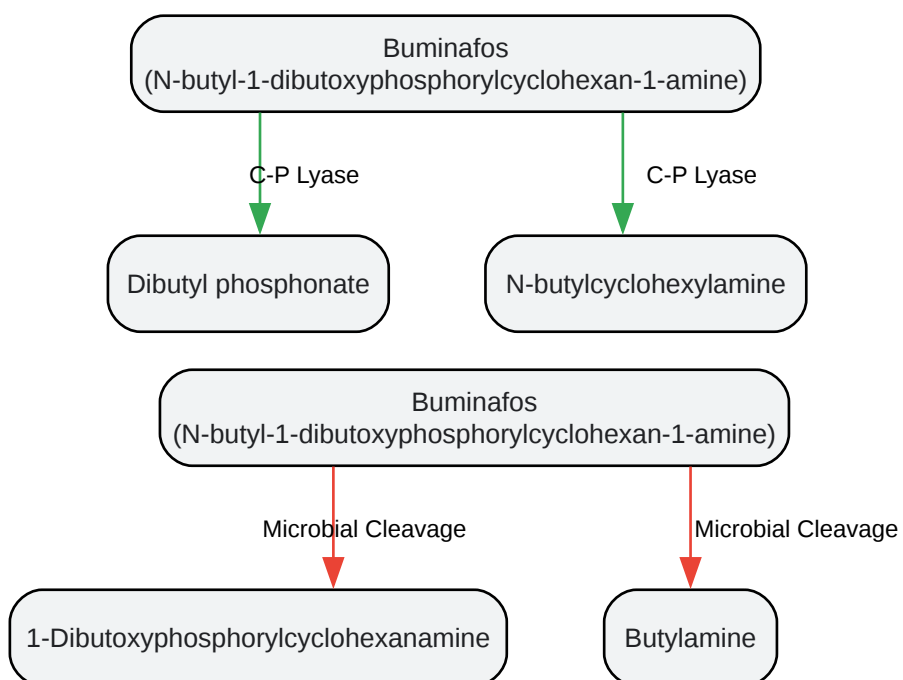 Buminafos
(N-butyl-1-dibutoxyphosphorylcyclohexan-1-amine)
C-P Lyase
C-P Lyase
Dibutyl phosphonate
N-butylcyclohexylamine
Buminafos
(N-butyl-1-dibutoxyphosphorylcyclohexan-1-amine)
Microbial Cleavage
Microbial Cleavage
1-Dibutoxyphosphorylcyclohexanamine
Butylamine